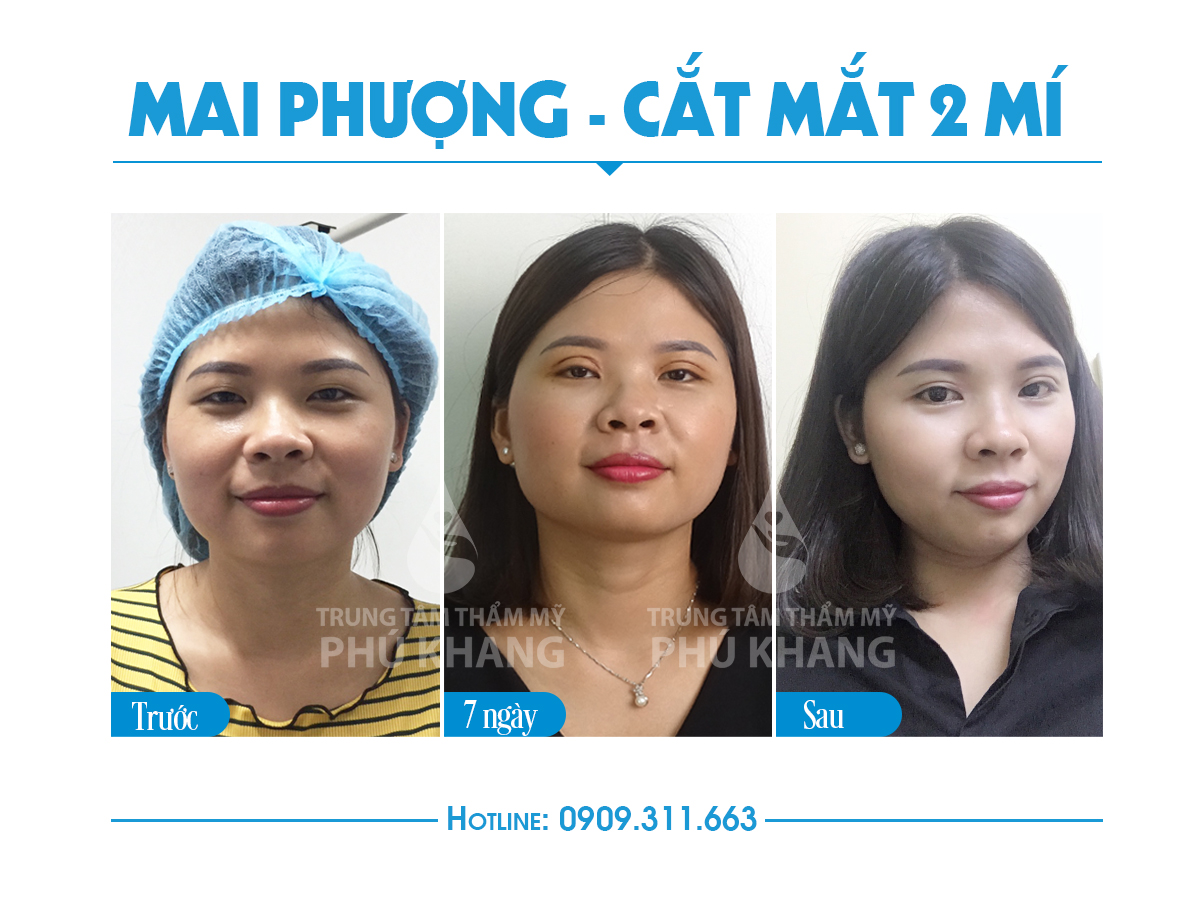 MAI PHƯỢNG - CẮT MẮT 2 MÍ
TRUNG TÂM THẨM MỸ
PHÚ KHANG
TRUNG TÂM THẨM MỸ
PHÚ KHANG
Trước
7 ngày
Sau
HOTLINE: 0909.311.663